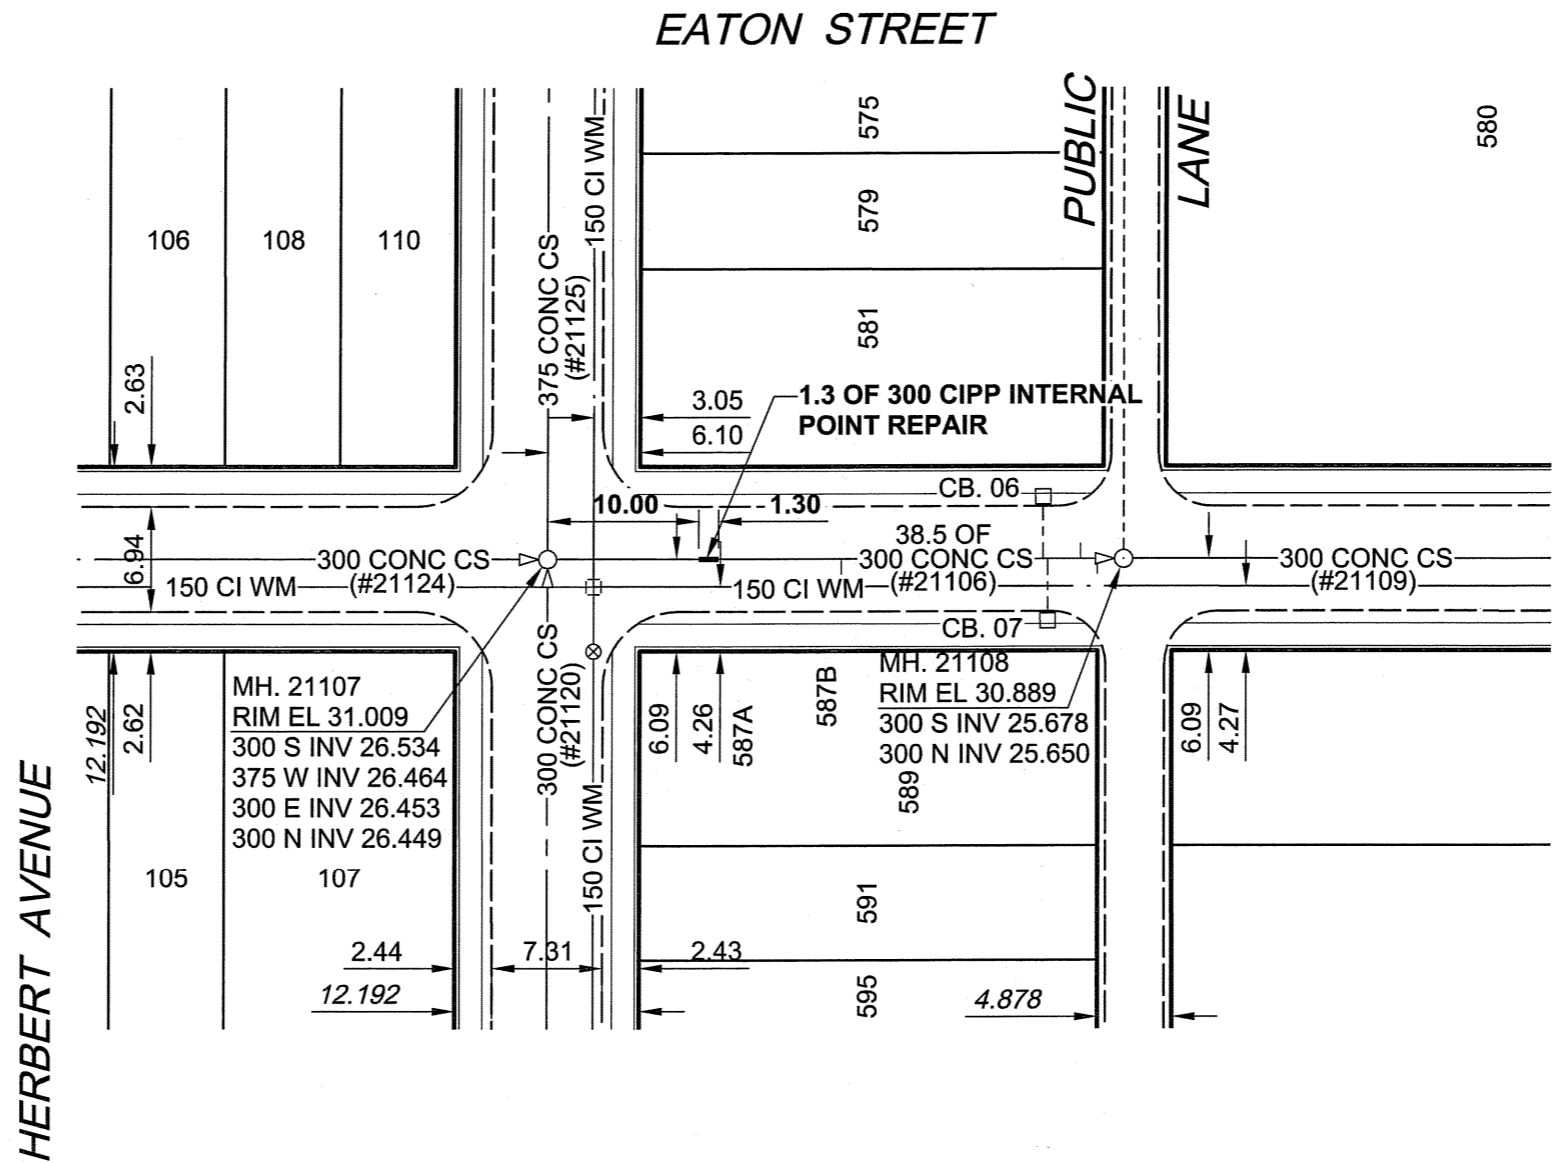 EATON STREET
PUBLIC
LANE
575
579
581
580
106
108
110
150 CI WM
375 CONC CS
(#21125)
2.63
3.05
6.10
1.3 OF 300 CIPP INTERNAL
POINT REPAIR
10.00
1.30
CB. 06
38.5 OF
6.94
300 CONC CS
(#21124)
300 CONC CS
(#21106)
300 CONC CS
(#21109)
150 CI WM
150 CI WM
CB. 07
300 CONC CS
(#21120)
150 CI WM
12.192
2.62
MH. 21107
RIM EL 31.009
300 S INV 26.534
375 W INV 26.464
300 E INV 26.453
300 N INV 26.449
6.09
4.26
587A
587B
589
MH. 21108
RIM EL 30.889
300 S INV 25.678
300 N INV 25.650
6.09
4.27
105
107
591
595
2.44
7.31
2.43
12.192
4.878
HERBERT AVENUE